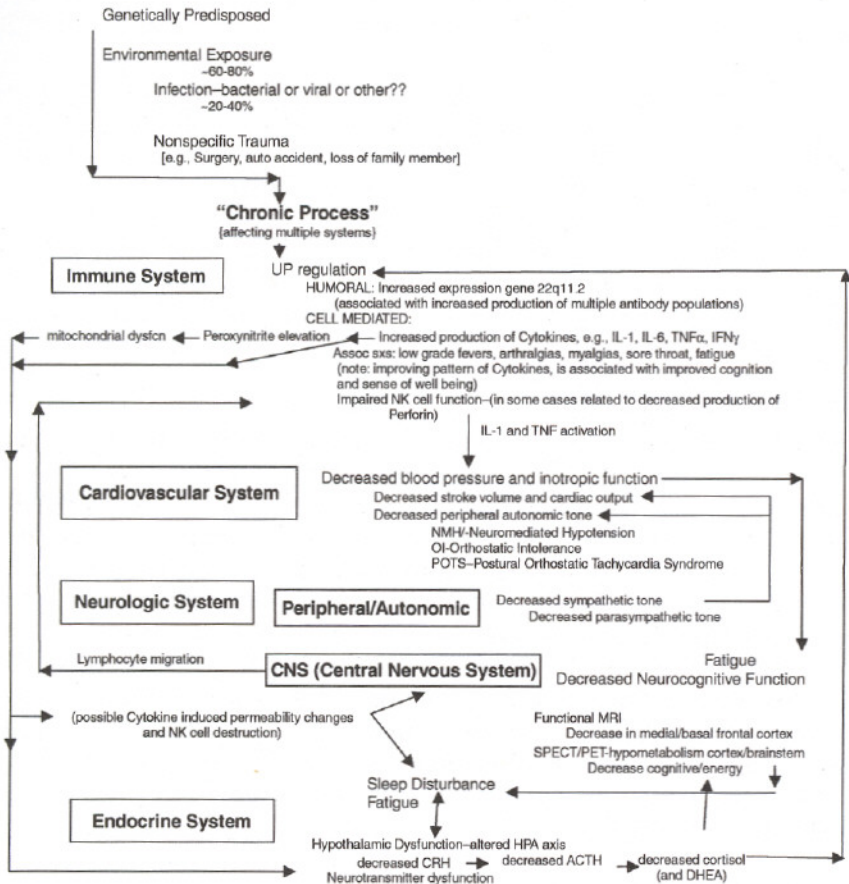 Genetically Predisposed
Environmental Exposure
~60-80%
Infection–bacterial or viral or other??
~20-40%
Nonspecific Trauma
[e.g., Surgery, auto accident, loss of family member]
"Chronic Process"
{affecting multiple systems}
Immune System
UP regulation
HUMORAL: Increased expression gene 22q11.2
(associated with increased production of multiple antibody populations)
CELL MEDIATED:
mitochondrial dysfcn
Peroxynitrite elevation
Increased production of Cytokines, e.g., IL-1, IL-6, TNFα, IFNγ
Assoc sxs: low grade fevers, arthralgias, myalgias, sore throat, fatigue
(note: improving pattern of Cytokines, is associated with improved cognition
and sense of well being)
Impaired NK cell function–(in some cases related to decreased production of
Perforin)
IL-1 and TNF activation
Cardiovascular System
Decreased blood pressure and inotropic function
Decreased stroke volume and cardiac output
Decreased peripheral autonomic tone
NMH/-Neuromediated Hypotension
OI-Orthostatic Intolerance
POTS–Postural Orthostatic Tachycardia Syndrome
Neurologic System
Peripheral/Autonomic
Decreased sympathetic tone
Decreased parasympathetic tone
Lymphocyte migration
CNS (Central Nervous System)
Fatigue
Decreased Neurocognitive Function
(possible Cytokine induced permeability changes
and NK cell destruction)
Functional MRI
Decrease in medial/basal frontal cortex
SPECT/PET-hypometabolism cortex/brainstem
Decrease cognitive/energy
Sleep Disturbance
Fatigue
Endocrine System
Hypothalamic Dysfunction–altered HPA axis
decreased CRH
decreased ACTH
decreased cortisol
Neurotransmitter dysfunction
(and DHEA)